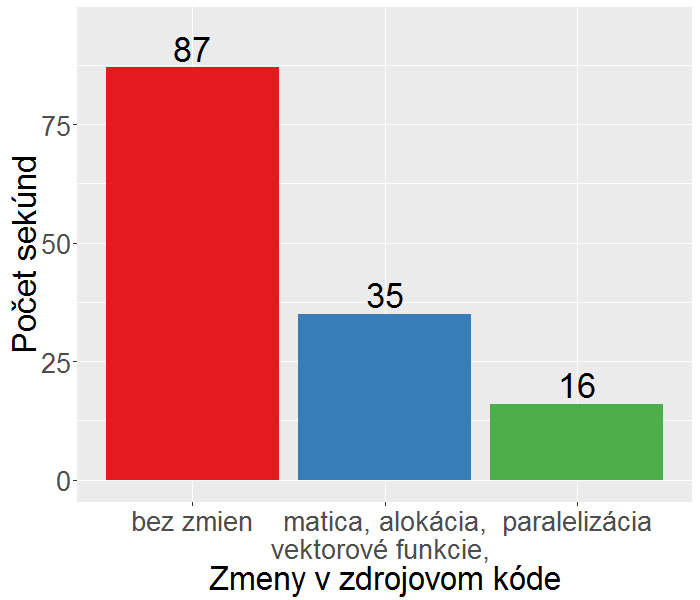 87
35
16
75
50
25
0
Počet sekúnd
bez zmien
matica, alokácia,
vektorové funkcie,
paralelizácia
Zmeny v zdrojovom kóde